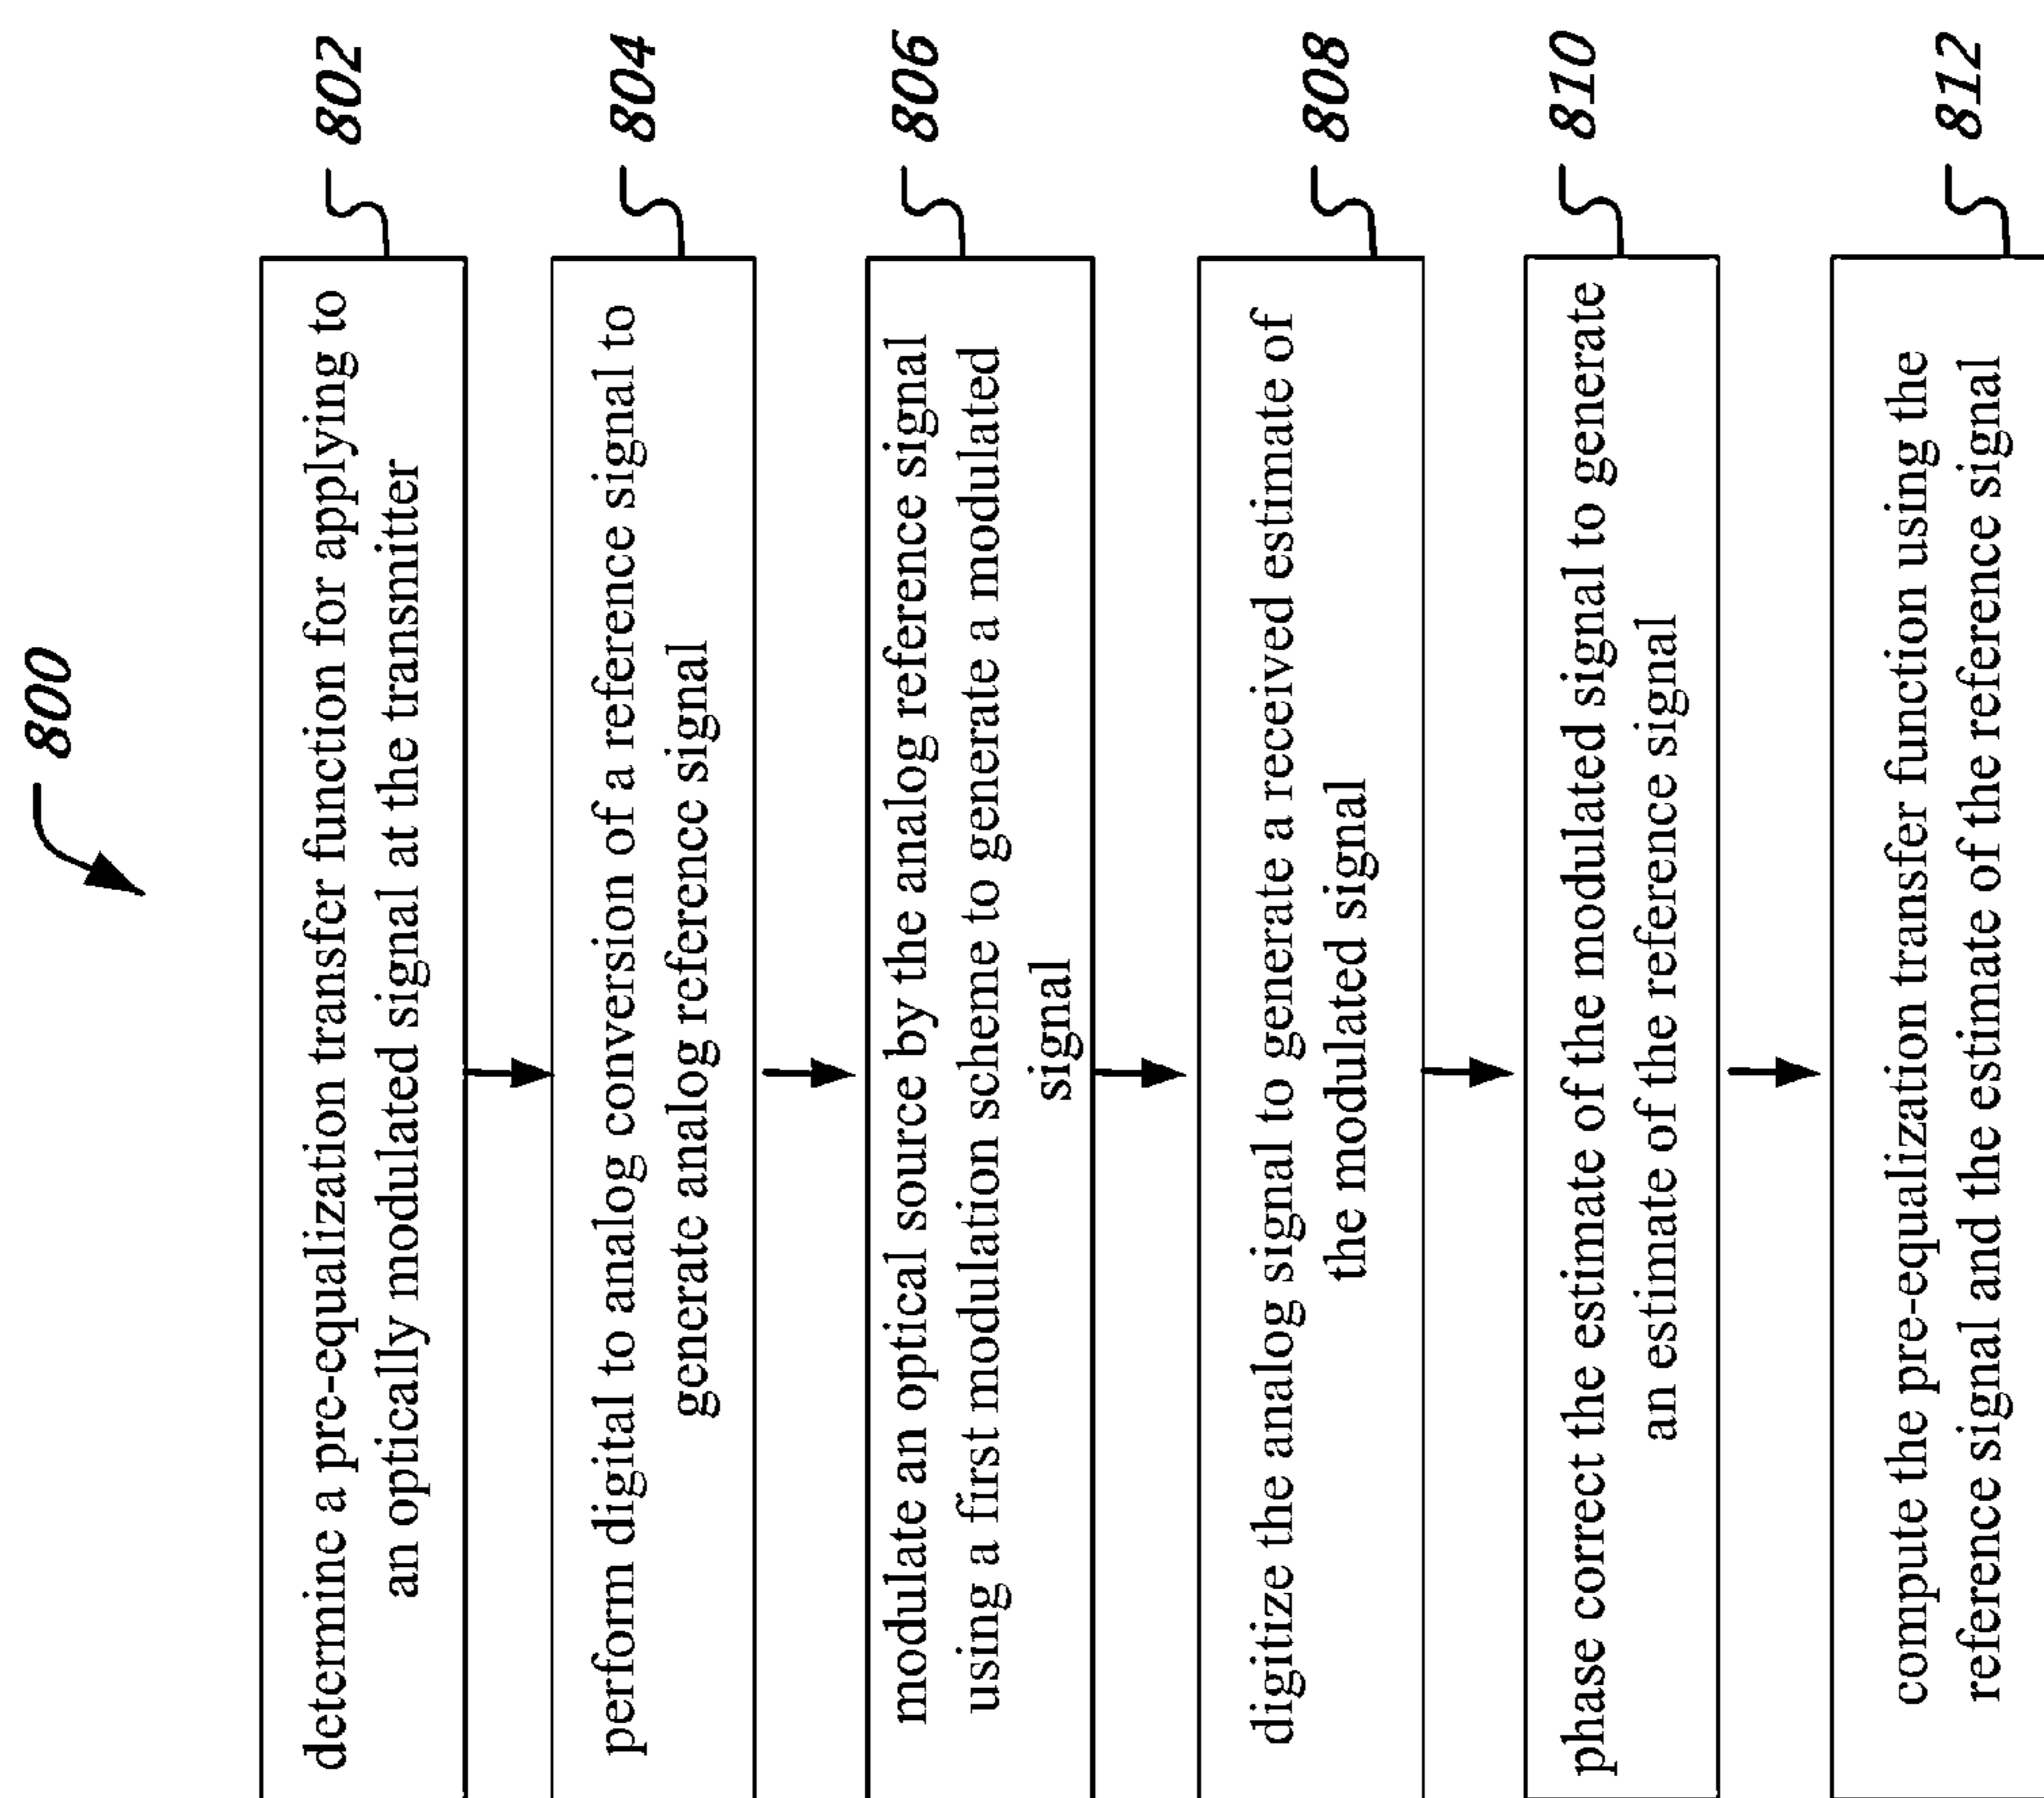 800
determine a pre-equalization transfer function for applying to
an optically modulated signal at the transmitter
802
perform digital to analog conversion of a reference signal to
generate analog reference signal
804
modulate an optical source by the analog reference signal
using a first modulation scheme to generate a modulated
signal
806
digitize the analog signal to generate a received estimate of
the modulated signal
808
phase correct the estimate of the modulated signal to generate
an estimate of the reference signal
810
compute the pre-equalization transfer function using the
reference signal and the estimate of the reference signal
812